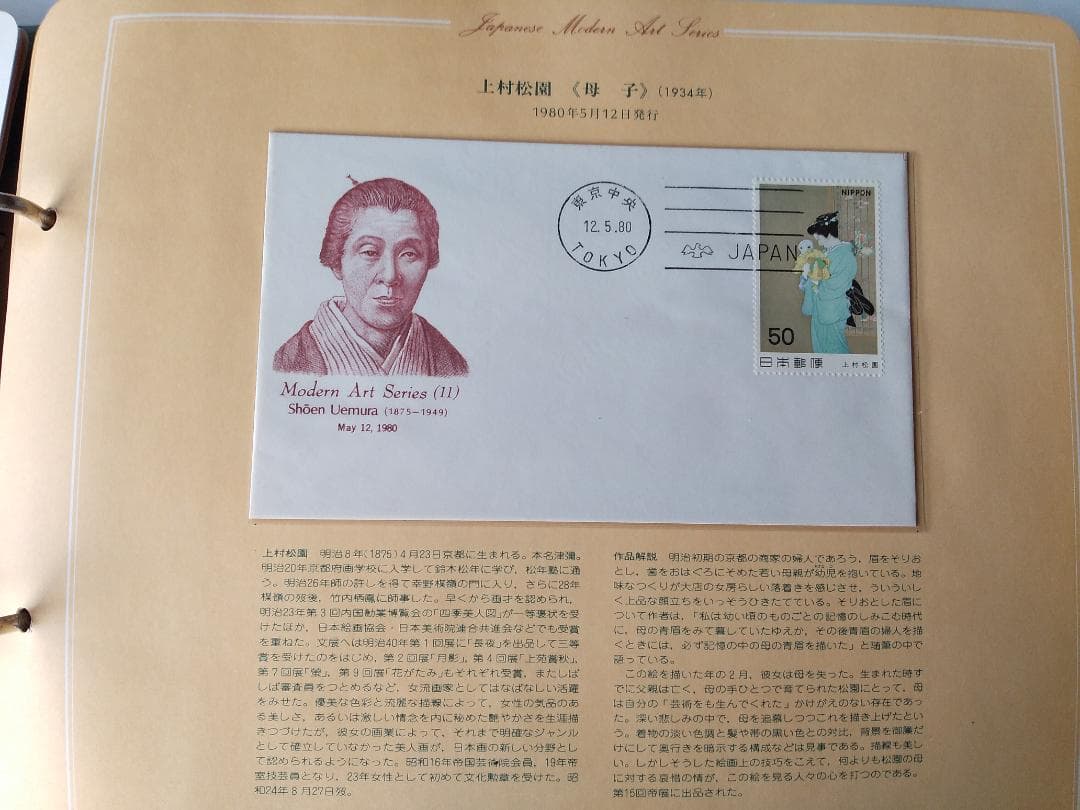 Japanese Modern Art Series
上村松園 《母 子》(1934年)
1980年5月12日発行
東京中央
12.5.80
TOKYO
JAPAN
NIPPON
50
日本郵便 上村松園
Modern Art Series (11)
Shōen Uemura (1875−1949)
May 12, 1980
上村松園 明治8年(1875)4月23日京都に生まれる。本名津彌。
明治20年京都府画学校に入学して鈴木松年に学び，松年塾に通
う。明治26年師の許しを得て幸野楳嶺の門に入り，さらに28年
楳嶺の歿後，竹内栖鳳に師事した。早くから画才を認められ，
明治23年第3回内国勧業博覧会の「四季美人図」が一等褒状を受
けたほか，日本絵画協会・日本美術院連合共進会などでも受賞
を重ねた。文展へは明治40年第1回展に「長夜」を出品して三等
賞を受けたのをはじめ，第2回展「月影」，第4回展「上苑賞秋」，
第7回展「螢」，第9回展「花がたみ」もそれぞれ受賞，またしば
しば審査員をつとめるなど，女流画家としてはなばなしい活躍
をみせた。優美な色彩と流麗な描線によって，女性の気品のあ
る美しさ，あるいは激しい情念を内に秘めた艶やかさを生涯描
きつづけたが，彼女の画業によって，それまで明確なジャンル
として確立していなかった美人画が，日本画の新しい分野とし
て認められるようになった。昭和16年帝国芸術院会員，19年帝
室技芸員となり，23年女性として初めて文化勲章を受けた。昭
和24年8月27日歿。
作品解説 明治初期の京都の商家の婦人であろう，眉をそりお
とし，歯をおはぐろにそめた若い母親が幼児を抱いている。地
味なつくりが大店の女房らしい落着きを感じさせ，ういういし
く上品な顔立ちをいっそうひきたてている。そりおとした眉に
ついて作者は，「私は幼い頃のものごとの記憶のしみこむ時代
に，母の青眉をみて暮していたゆえか，その後青眉の婦人を描
くときには，必ず記憶の中の母の青眉を描いた」と随筆の中で
語っている。
この絵を描いた年の2月，彼女は母を失った。生まれた時す
でに父親は亡く，母の手ひとつで育てられた松園にとって，母
は自分の「芸術をも生んでくれた」かけがえのない存在であっ
た。深い悲しみの中で，母を追慕しつつこれを描き上げたとい
う。着物の淡い色調と髪や帯の黒い色との対比，背景を御簾だ
けにして奥行きを暗示する構成などは見事である。描線も美し
い。しかしそうした絵画上の技巧をこえて，何よりも松園の母
に対する哀惜の情が，この絵を見る人々の心を打つのである。
第15回帝展に出品された。